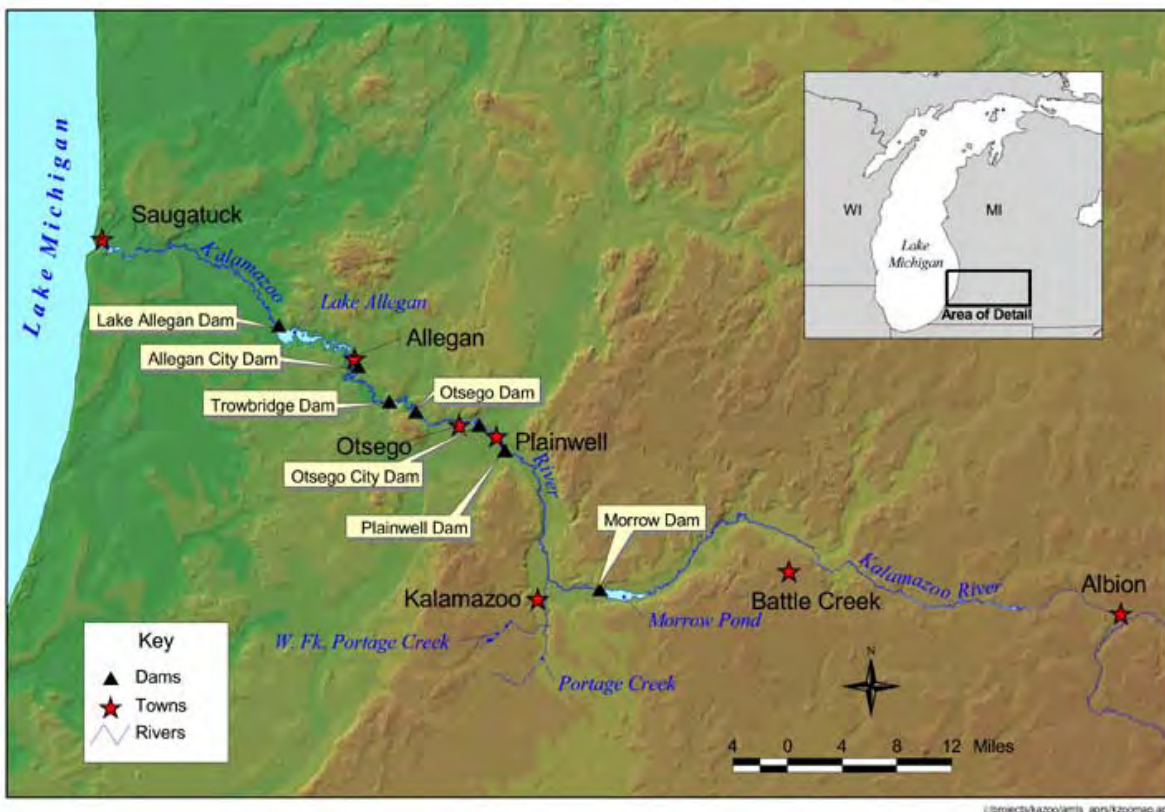 Lake Michigan
Saugatuck
Kalamazoo
Lake Allegan
Lake Allegan Dam
Allegan
Allegan City Dam
Trowbridge Dam
Otsego Dam
Otsego
Plainwell
Otsego City Dam
River
Plainwell Dam
Morrow Dam
Kalamazoo
Battle Creek
Kalamazoo River
Albion
Morrow Pond
W. Fk. Portage Creek
Portage Creek
WI
MI
Lake
Michigan
Area of Detail
Key
Dams
Towns
Rivers
N
4 0 4 8 12 Miles